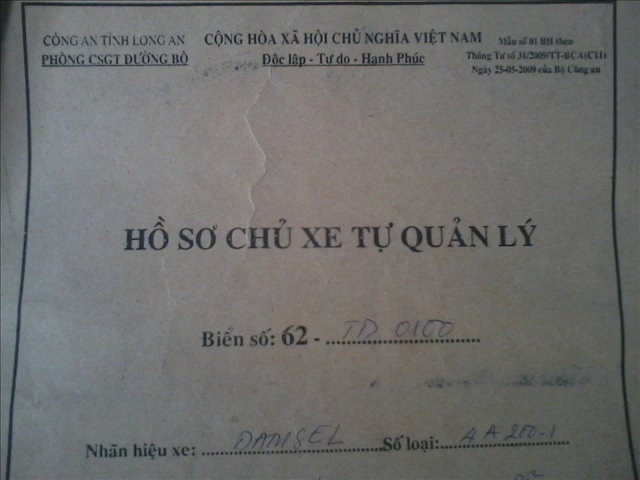 CÔNG AN TỈNH LONG AN
PHÒNG CSGT ĐƯỜNG BỘ
CỘNG HÒA XÃ HỘI CHỦ NGHĨA VIỆT NAM
Độc lập - Tự do - Hạnh Phúc
Mẫu số 01 BH theo
Thông Tư số 31/2009/TT-BCA(C11)
Ngày 25-05-2009 của Bộ Công an
HỒ SƠ CHỦ XE TỰ QUẢN LÝ
Biển số: 62 - TD 0100
Nhãn hiệu xe: DAMSEL Số loại: 4A 200-1